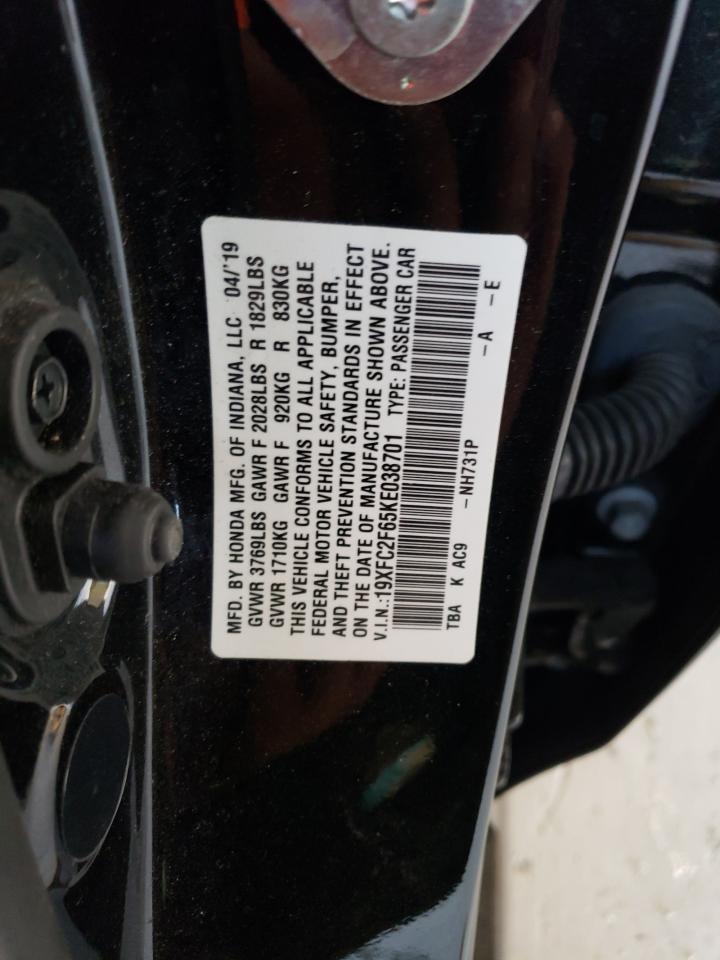 MFD. BY HONDA MFG. OF INDIANA, LLC 04/'19
GVWR 3769LBS GAWR F 2028LBS R 1829LBS
GVWR 1710KG GAWR F 920KG R 830KG
THIS VEHICLE CONFORMS TO ALL APPLICABLE
FEDERAL MOTOR VEHICLE SAFETY, BUMPER,
AND THEFT PREVENTION STANDARDS IN EFFECT
ON THE DATE OF MANUFACTURE SHOWN ABOVE.
V.I.N.:19XFC2F65KE038701 TYPE: PASSENGER CAR
TBA K AC9 -NH731P -A -E